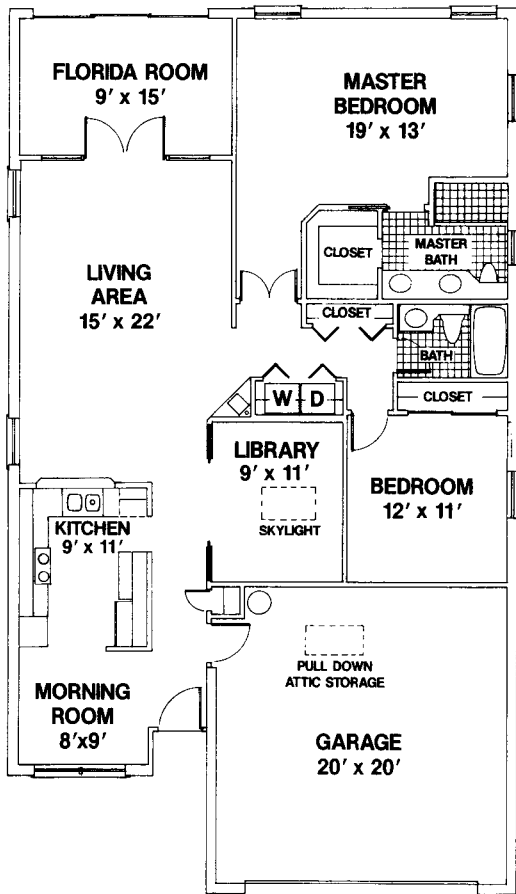 FLORIDA ROOM
9' x 15'
MASTER
BEDROOM
19' x 13'
CLOSET
MASTER
BATH
LIVING
AREA
15' x 22'
CLOSET
BATH
W D
CLOSET
LIBRARY
9' x 11'
SKYLIGHT
BEDROOM
12' x 11'
KITCHEN
9' x 11'
PULL DOWN
ATTIC STORAGE
MORNING
ROOM
8'x9'
GARAGE
20' x 20'